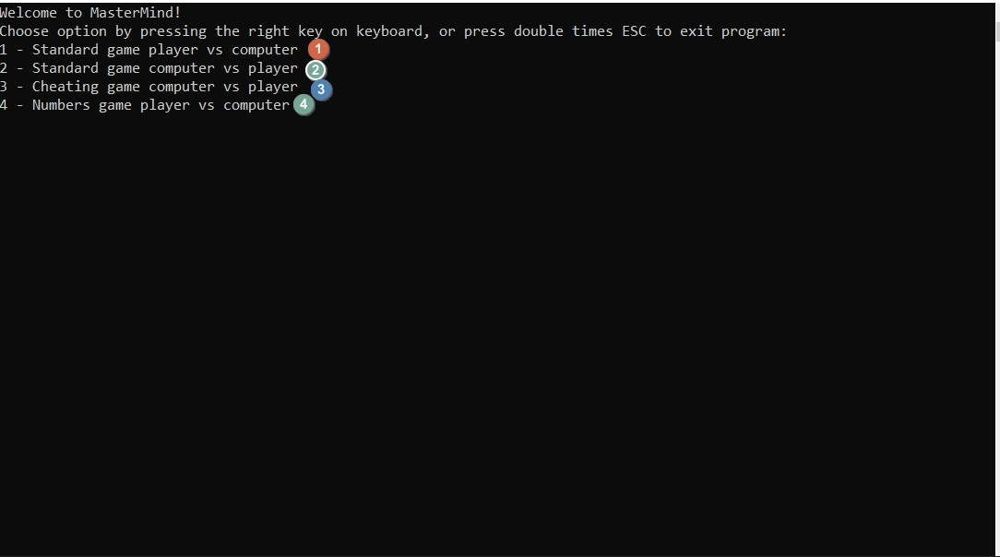 Welcome to MasterMind!
Choose option by pressing the right key on keyboard, or press double times ESC to exit program:
1 - Standard game player vs computer 1
2 - Standard game computer vs player 2
3 - Cheating game computer vs player 3
4 - Numbers game player vs computer 4